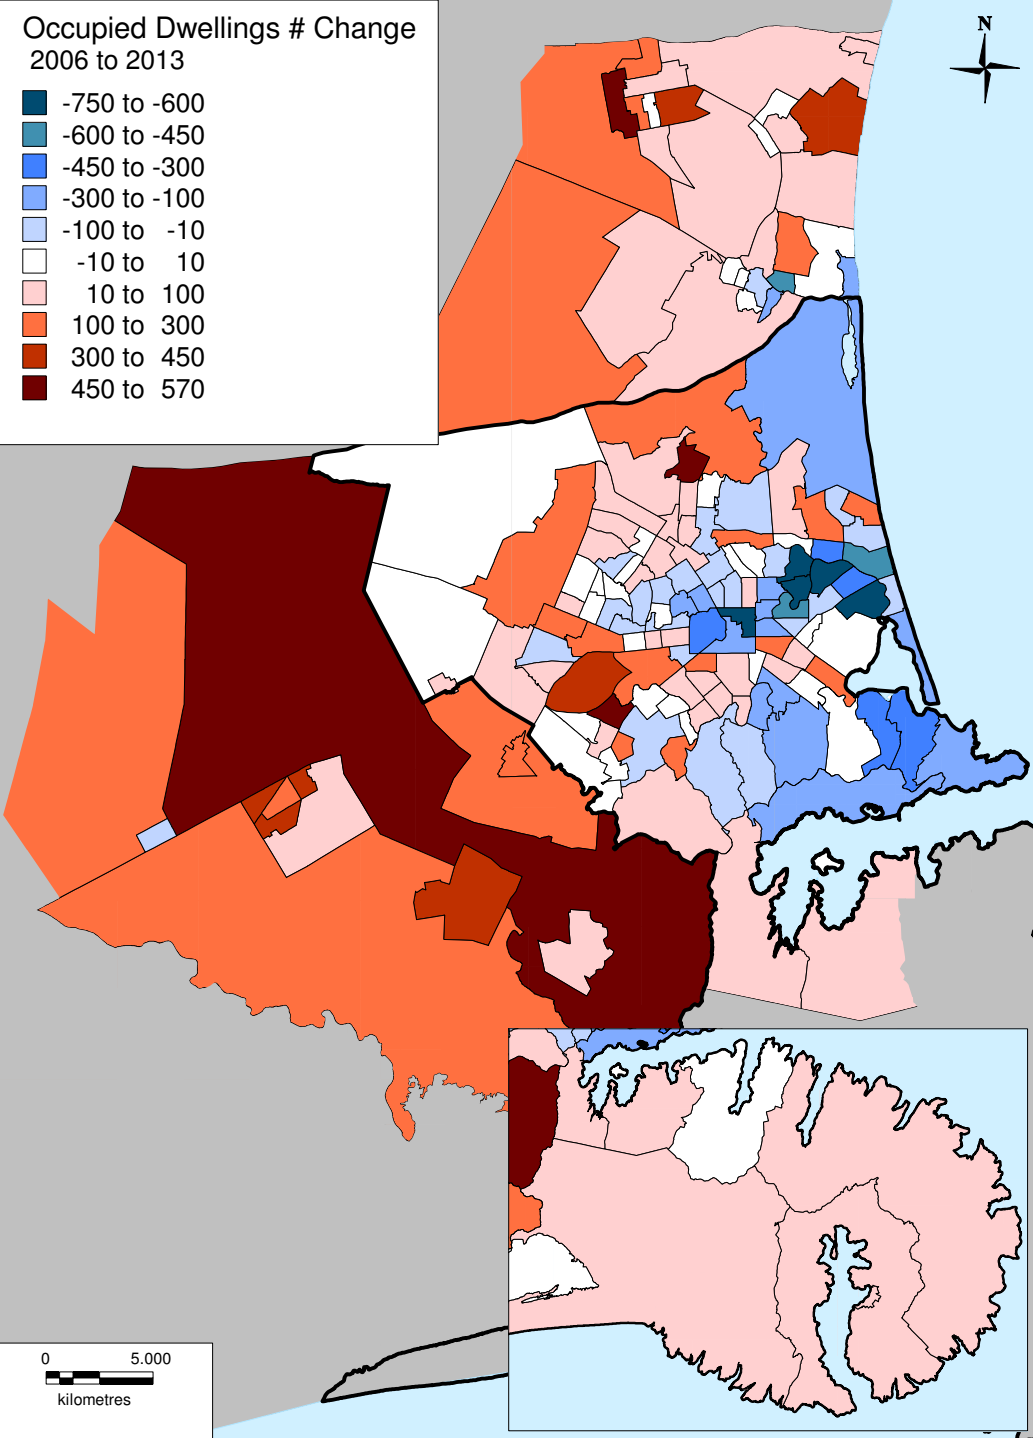 Occupied Dwellings # Change
2006 to 2013
-750 to -600
-600 to -450
-450 to -300
-300 to -100
-100 to -10
-10 to 10
10 to 100
100 to 300
300 to 450
450 to 570
N
0 5.000
kilometres